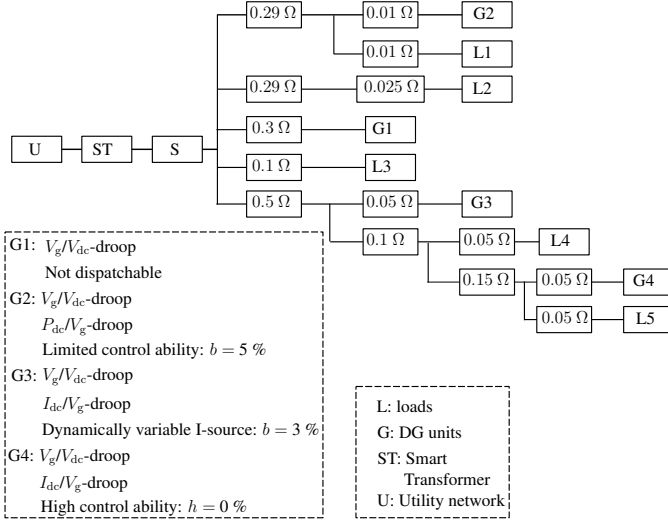 0.29 Ω 0.01 Ω G2
0.01 Ω L1
0.29 Ω 0.025 Ω L2
0.3 Ω G1
U ST S
0.1 Ω L3
0.5 Ω 0.05 Ω G3
0.1 Ω 0.05 Ω L4
0.15 Ω 0.05 Ω G4
0.05 Ω L5
G1: Vg/Vdc-droop
Not dispatchable
G2: Vg/Vdc-droop
Pdc/Vg-droop
Limited control ability: b = 5 %
G3: Vg/Vdc-droop
Idc/Vg-droop
Dynamically variable I-source: b = 3 %
G4: Vg/Vdc-droop
Idc/Vg-droop
High control ability: h = 0 %
L: loads
G: DG units
ST: Smart
Transformer
U: Utility network